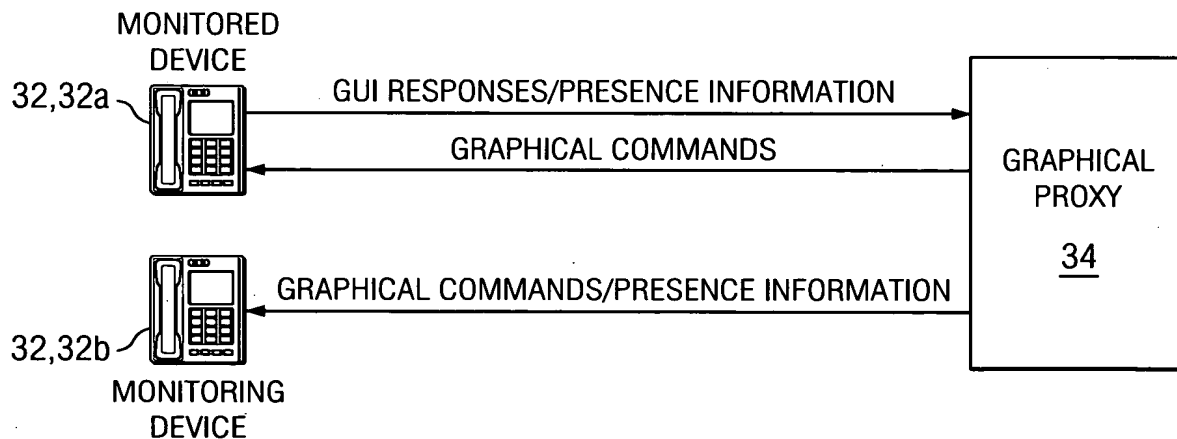 MONITORED
DEVICE
32,32a
GUI RESPONSES/PRESENCE INFORMATION
GRAPHICAL COMMANDS
GRAPHICAL
PROXY
34
GRAPHICAL COMMANDS/PRESENCE INFORMATION
32,32b
MONITORING
DEVICE